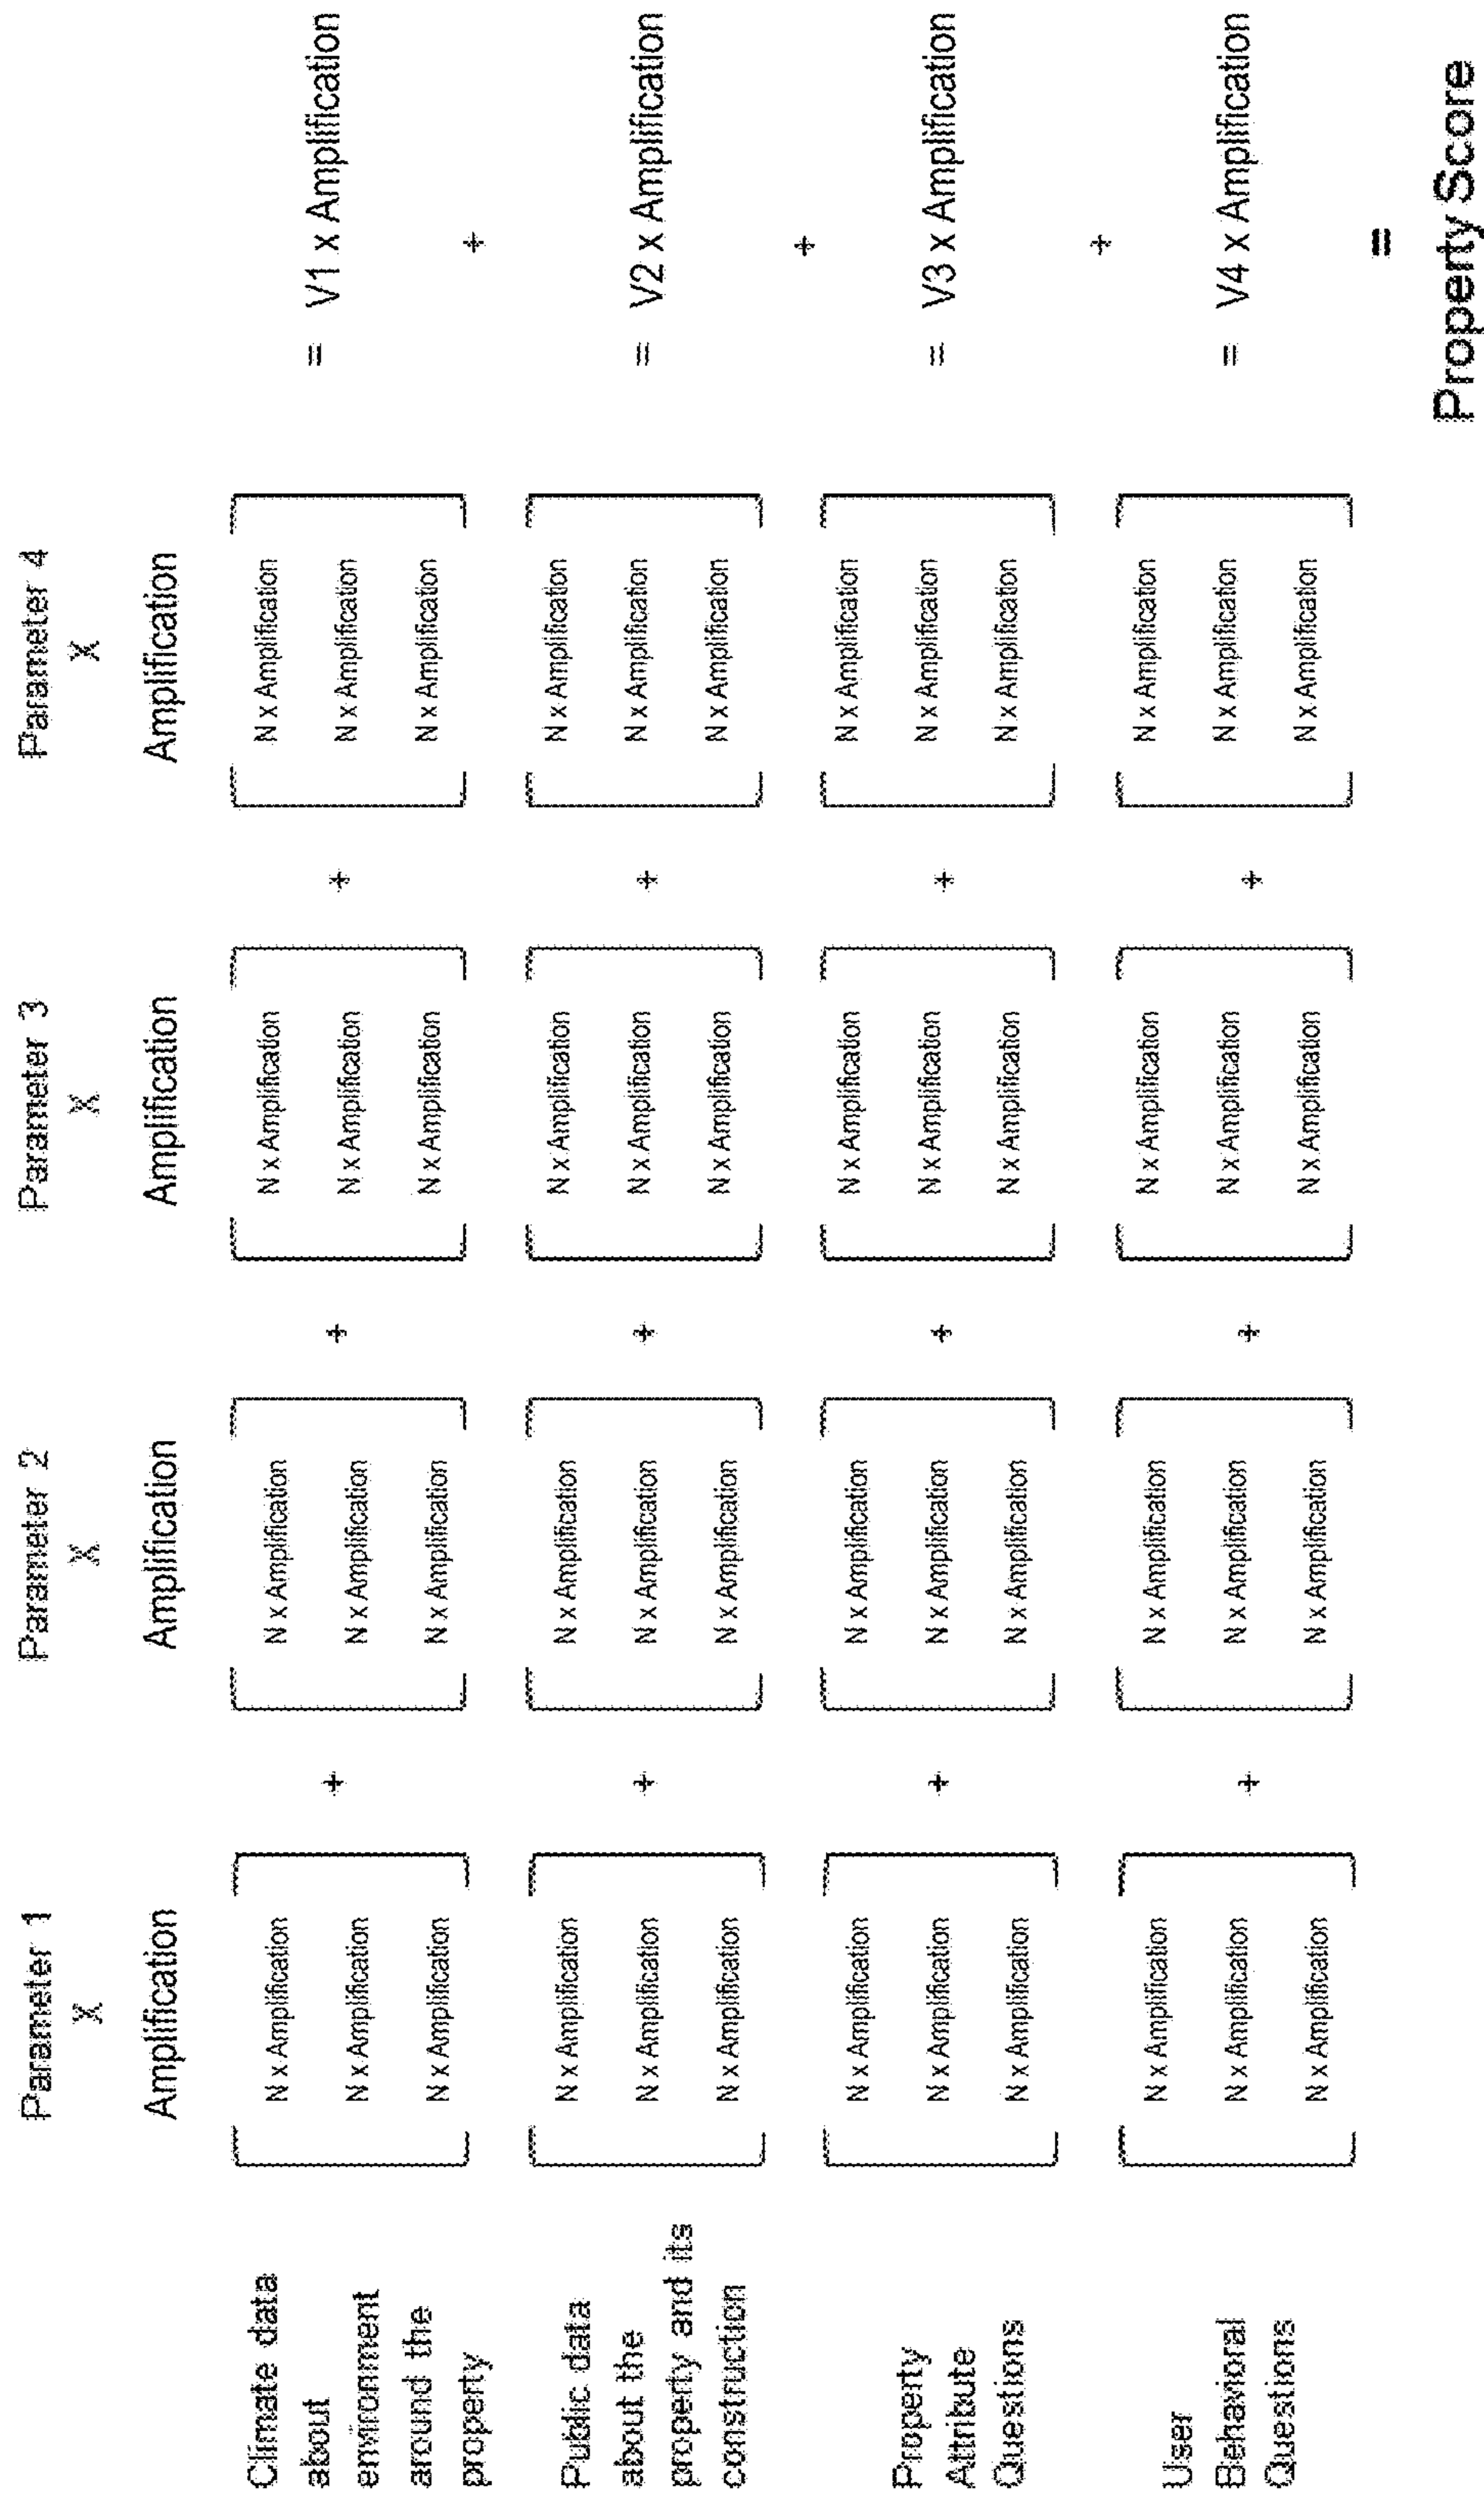 Parameter 1
X
Amplification
Parameter 2
X
Amplification
Parameter 3
X
Amplification
Parameter 4
X
Amplification
Climate data
about
environment
around the
property
N x Amplification
N x Amplification
N x Amplification
+
N x Amplification
N x Amplification
N x Amplification
+
N x Amplification
N x Amplification
N x Amplification
+
N x Amplification
N x Amplification
N x Amplification
= V1 x Amplification
+
Public data
about the
property and its
construction
N x Amplification
N x Amplification
N x Amplification
+
N x Amplification
N x Amplification
N x Amplification
+
N x Amplification
N x Amplification
N x Amplification
+
N x Amplification
N x Amplification
N x Amplification
= V2 x Amplification
+
Property
Attribute
Questions
N x Amplification
N x Amplification
N x Amplification
+
N x Amplification
N x Amplification
N x Amplification
+
N x Amplification
N x Amplification
N x Amplification
+
N x Amplification
N x Amplification
N x Amplification
= V3 x Amplification
+
User
Behavioral
Questions
N x Amplification
N x Amplification
N x Amplification
+
N x Amplification
N x Amplification
N x Amplification
+
N x Amplification
N x Amplification
N x Amplification
+
N x Amplification
N x Amplification
N x Amplification
= V4 x Amplification
=
Property Score